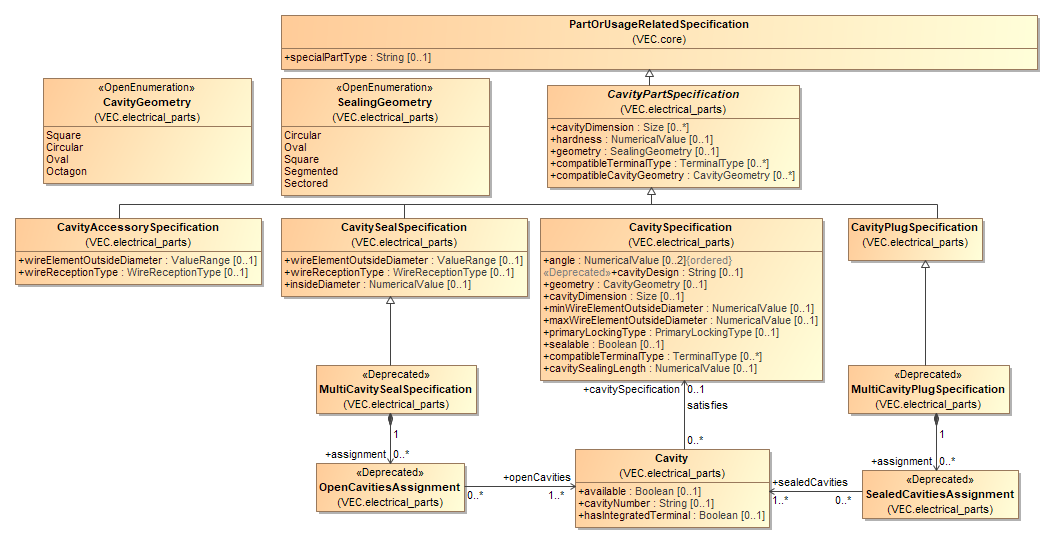 PartOrUsageRelatedSpecification
(VEC.core)
+specialPartType : String [0..1]
«OpenEnumeration»
CavityGeometry
(VEC.electrical_parts)
Square
Circular
Oval
Octagon
«OpenEnumeration»
SealingGeometry
(VEC.electrical_parts)
Circular
Oval
Square
Segmented
Sectored
CavityPartSpecification
(VEC.electrical_parts)
+cavityDimension : Size [0..*]
+hardness : NumericalValue [0..1]
+geometry : SealingGeometry [0..1]
+compatibleTerminalType : TerminalType [0..*]
+compatibleCavityGeometry : CavityGeometry [0..*]
CavityAccessorySpecification
(VEC.electrical_parts)
+wireElementOutsideDiameter : ValueRange [0..1]
+wireReceptionType : WireReceptionType [0..1]
CavitySealSpecification
(VEC.electrical_parts)
+wireElementOutsideDiameter : ValueRange [0..1]
+wireReceptionType : WireReceptionType [0..1]
+insideDiameter : NumericalValue [0..1]
CavitySpecification
(VEC.electrical_parts)
+angle : NumericalValue [0..2]{ordered}
«Deprecated»+cavityDesign : String [0..1]
+geometry : CavityGeometry [0..1]
+cavityDimension : Size [0..1]
+minWireElementOutsideDiameter : NumericalValue [0..1]
+maxWireElementOutsideDiameter : NumericalValue [0..1]
+primaryLockingType : PrimaryLockingType [0..1]
+sealable : Boolean [0..1]
+compatibleTerminalType : TerminalType [0..*]
+cavitySealingLength : NumericalValue [0..1]
CavityPlugSpecification
(VEC.electrical_parts)
«Deprecated»
MultiCavitySealSpecification
(VEC.electrical_parts)
«Deprecated»
MultiCavityPlugSpecification
(VEC.electrical_parts)
+cavitySpecification 0..1
satisfies
0..*
1
+assignment 0..*
1
+assignment 0..*
«Deprecated»
OpenCavitiesAssignment
(VEC.electrical_parts)
+openCavities
0..* 1..*
Cavity
(VEC.electrical_parts)
+available : Boolean [0..1]
+cavityNumber : String [0..1]
+hasIntegratedTerminal : Boolean [0..1]
+sealedCavities
1..* 0..*
«Deprecated»
SealedCavitiesAssignment
(VEC.electrical_parts)